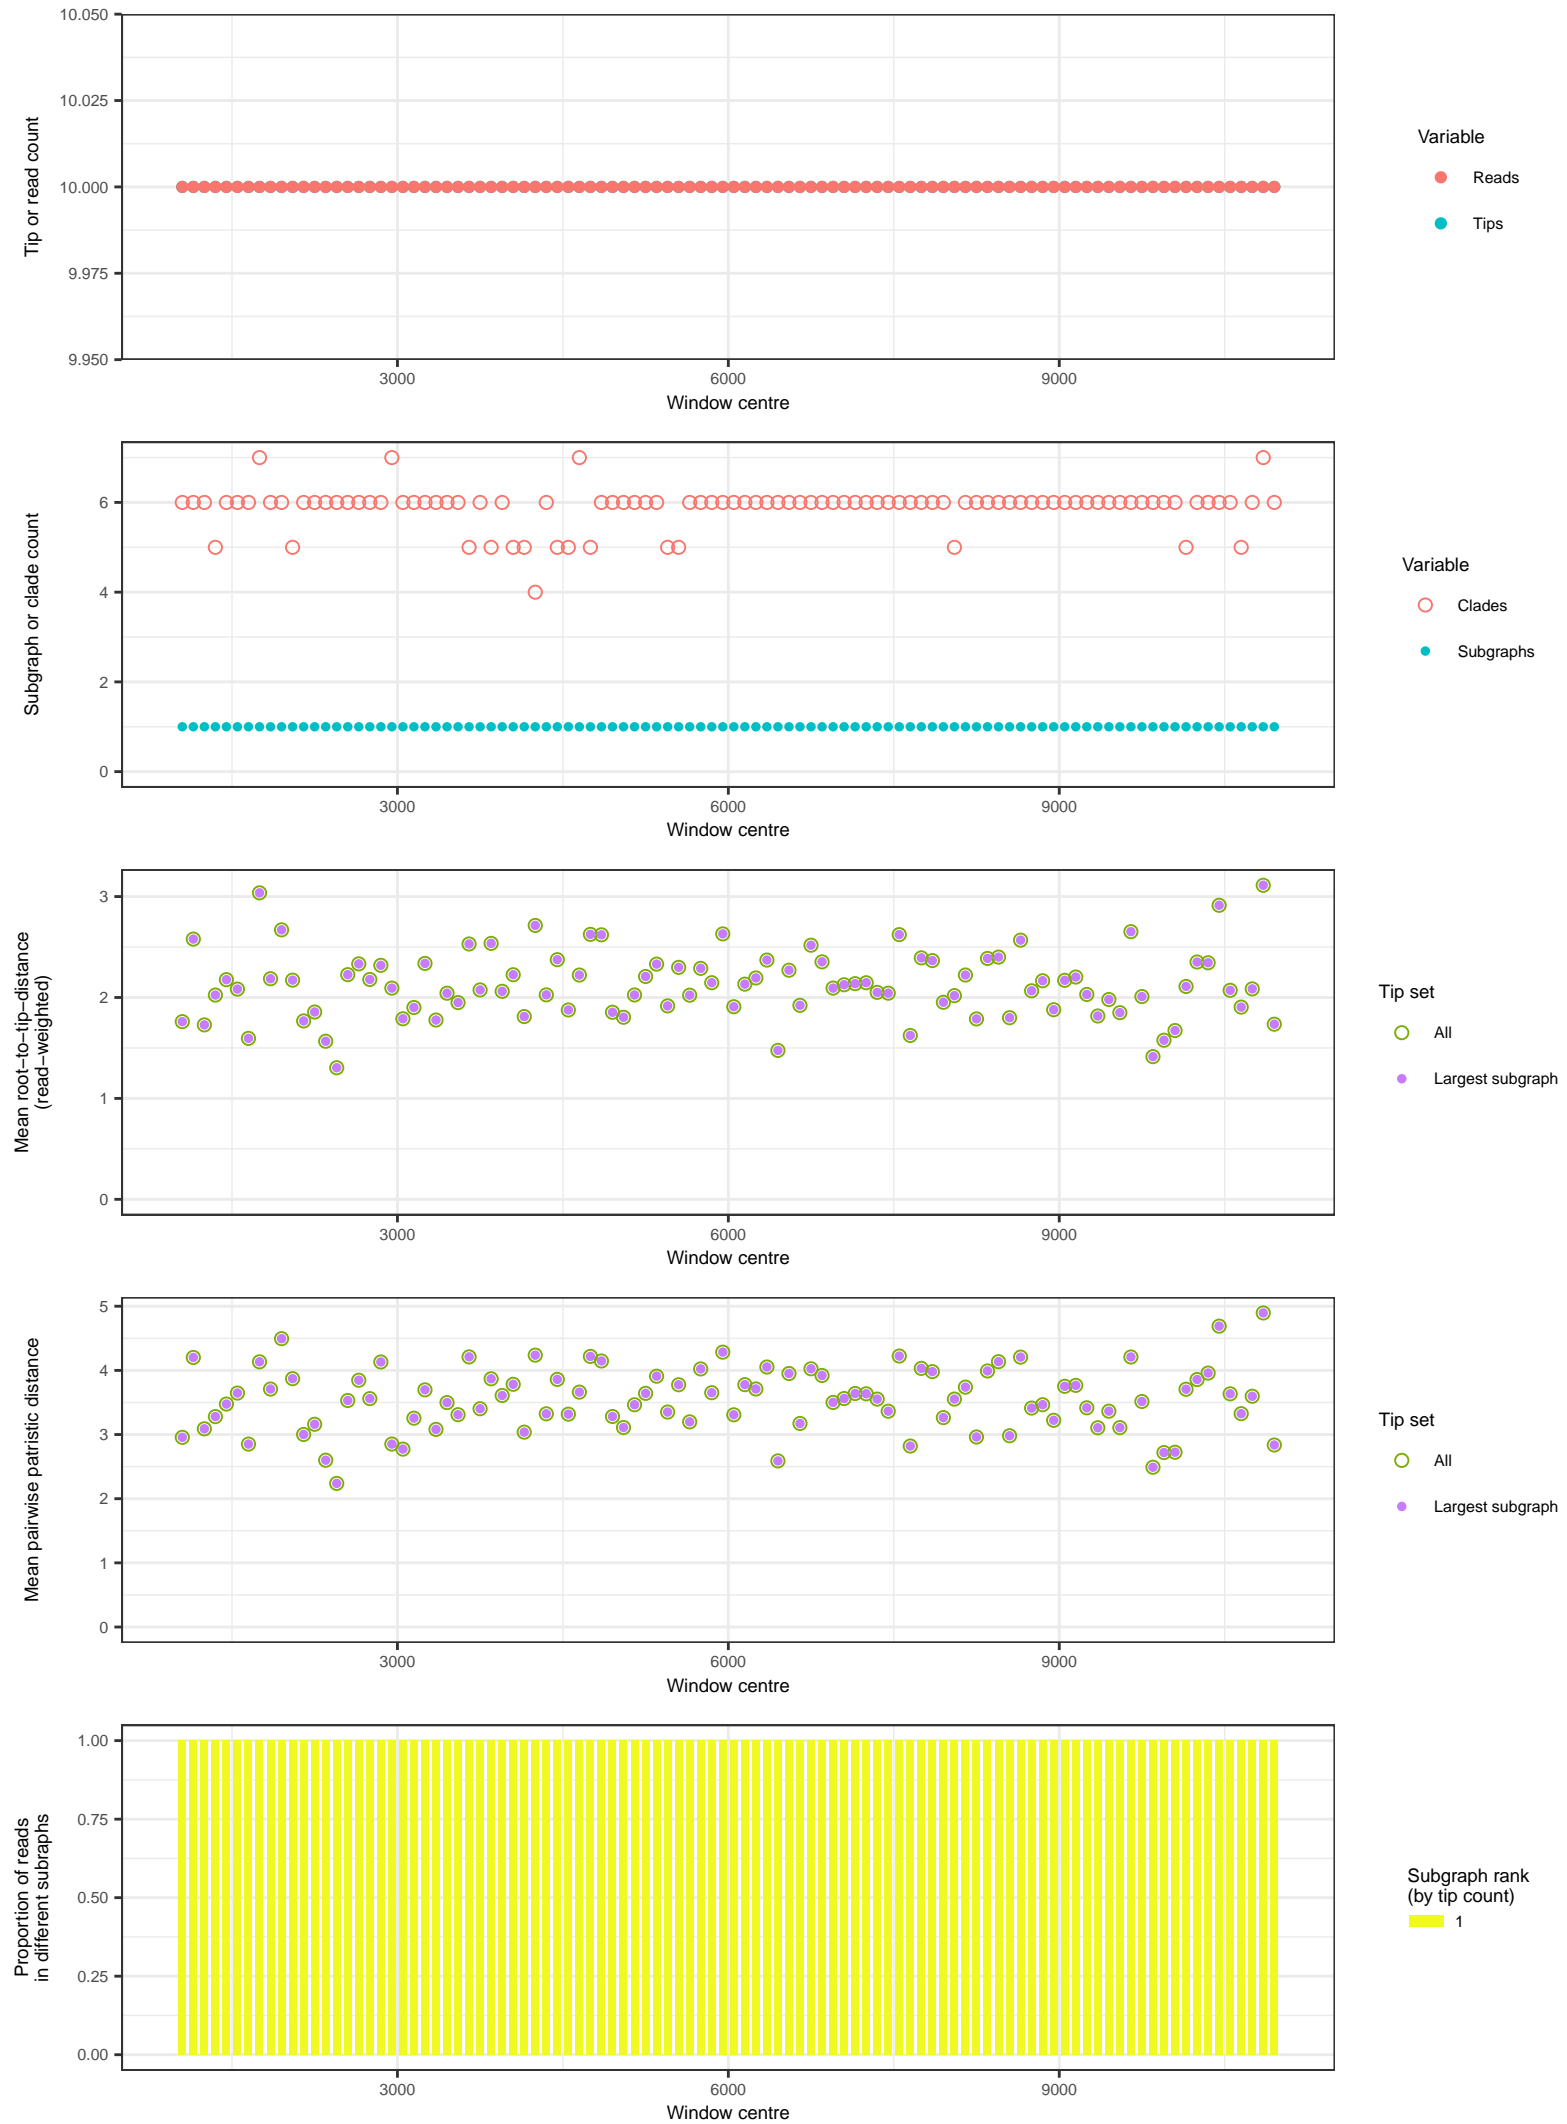 10.050
10.025
10.000
9.975
9.950
Tip or read count
3000
6000
9000
Window centre
Variable
Reads
Tips
6
4
2
0
Subgraph or clade count
3000
6000
9000
Window centre
Variable
Clades
Subgraphs
3
2
1
0
Mean root−to−tip−distance
(read−weighted)
3000
6000
9000
Window centre
Tip set
All
Largest subgraph
5
4
3
2
1
0
Mean pairwise patristic distance
3000
6000
9000
Window centre
Tip set
All
Largest subgraph
1.00
0.75
0.50
0.25
0.00
Proportion of reads
in different subraphs
3000
6000
9000
Window centre
Subgraph rank
(by tip count)
1